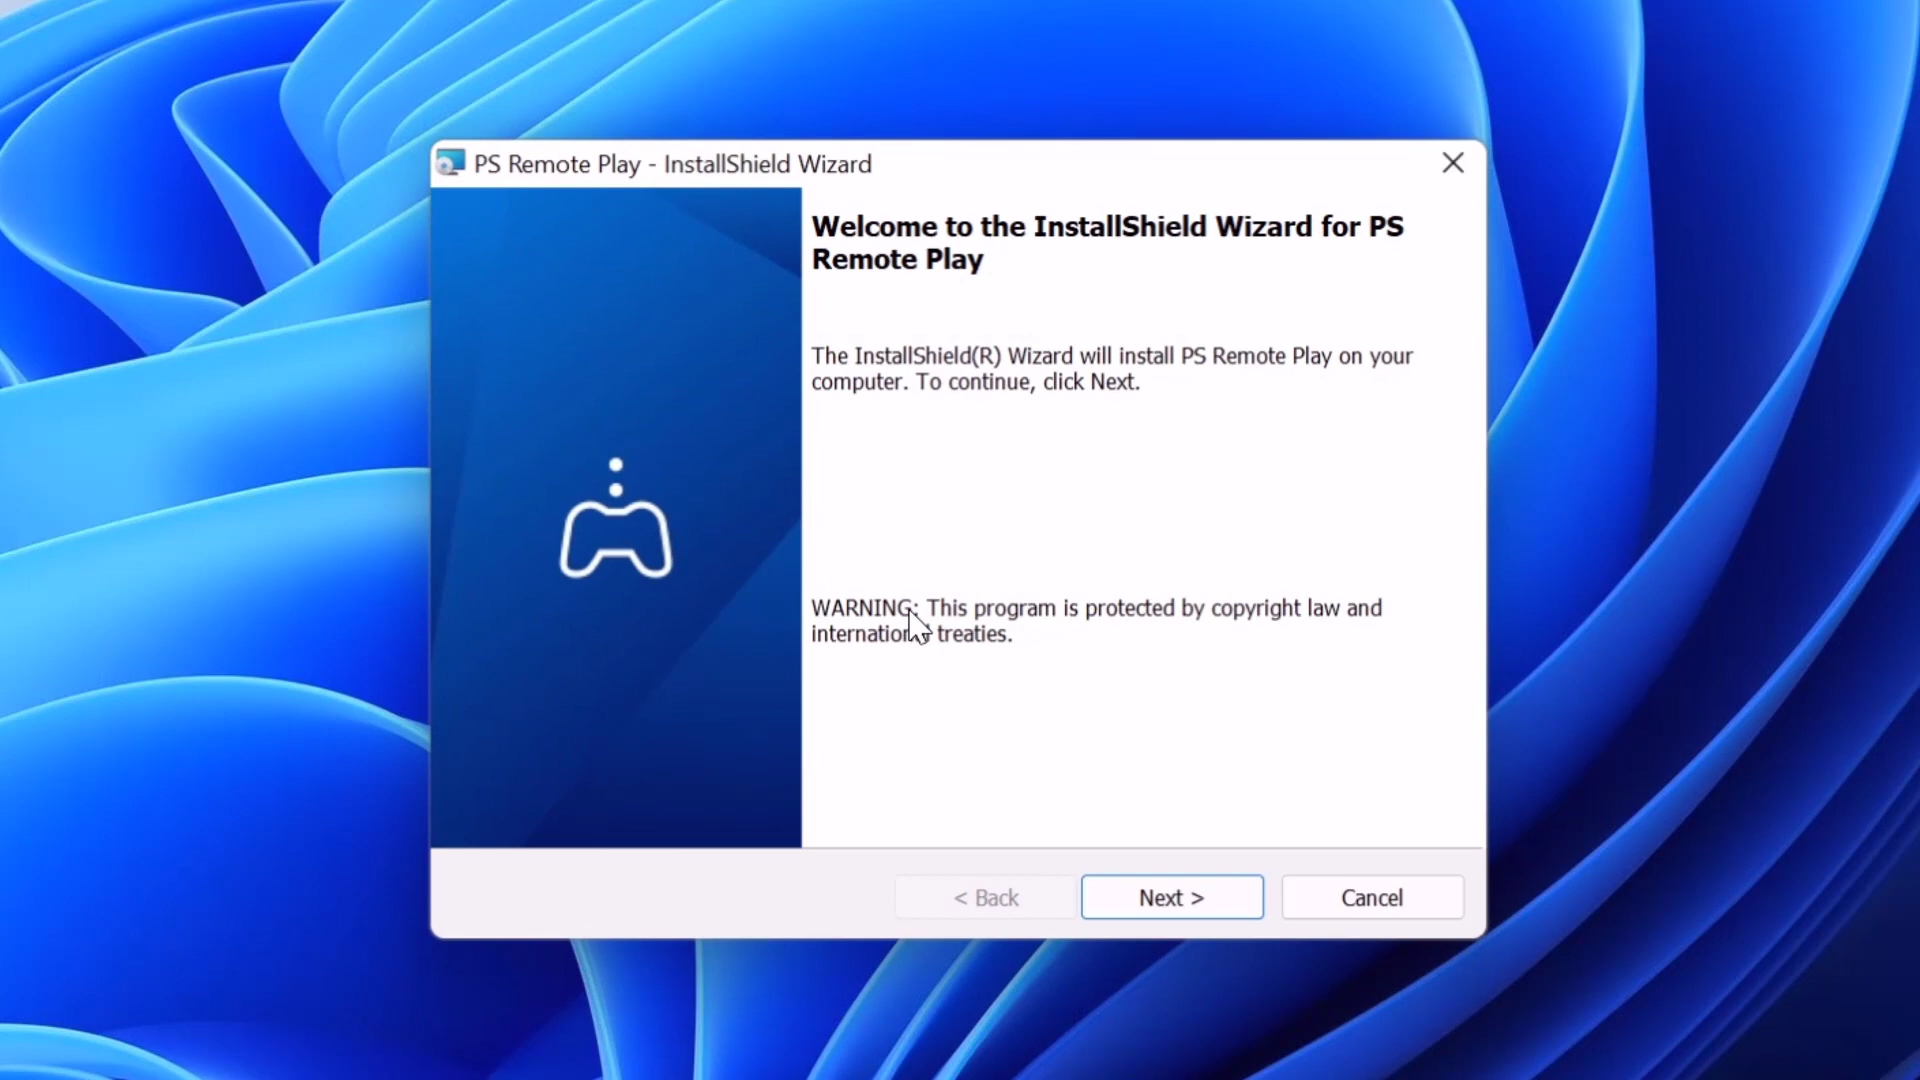 PS Remote Play - InstallShield Wizard
Welcome to the InstallShield Wizard for PS
Remote Play
The InstallShield(R) Wizard will install PS Remote Play on your
computer. To continue, click Next.
WARNING: This program is protected by copyright law and
international treaties.
< Back
Next >
Cancel